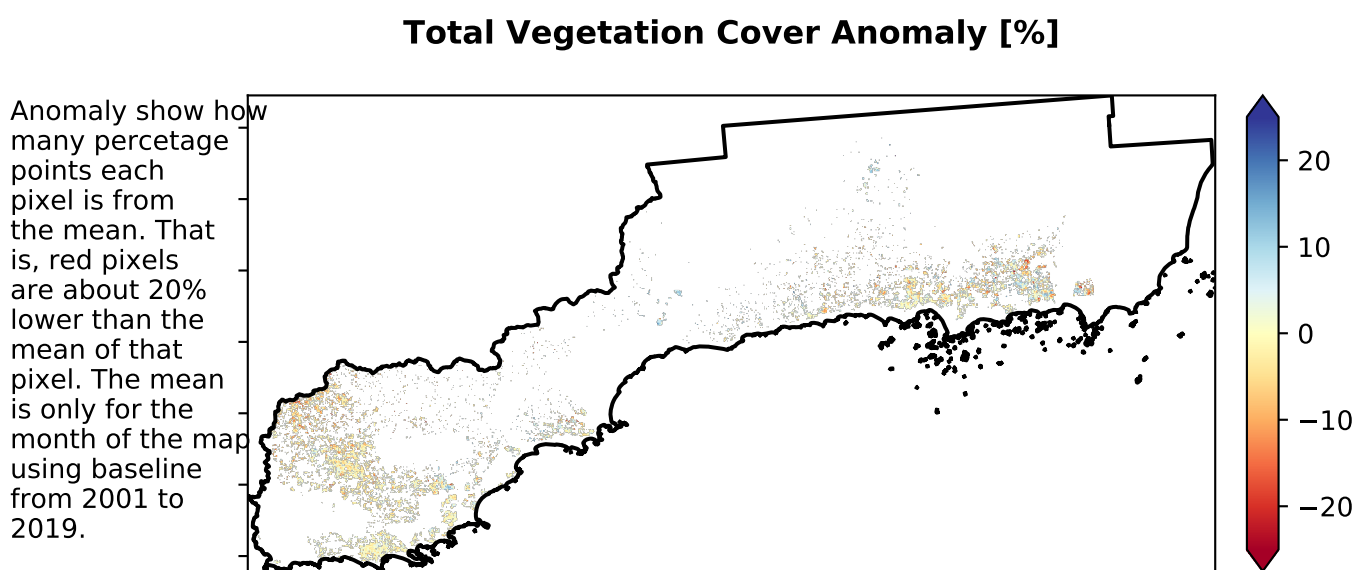 Total Vegetation Cover Anomaly [%]
Anomaly show how
many percetage
points each
pixel is from
the mean. That
is, red pixels
are about 20%
lower than the
mean of that
pixel. The mean
is only for the
month of the map
using baseline
from 2001 to
2019.
20
10
0
−10
−20